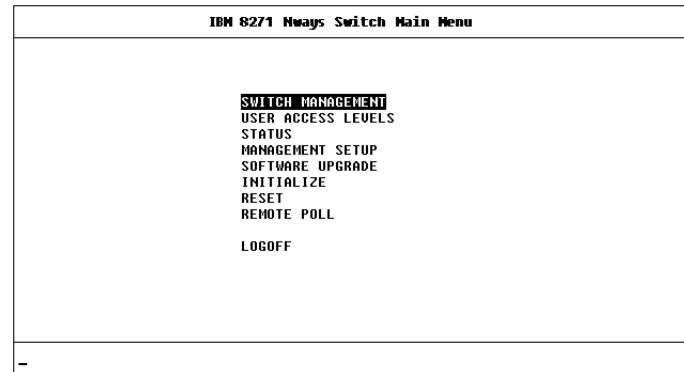 IBM 8271 Nways Switch Main Menu
SWITCH MANAGEMENT
USER ACCESS LEVELS
STATUS
MANAGEMENT SETUP
SOFTWARE UPGRADE
INITIALIZE
RESET
REMOTE POLL
LOGOFF